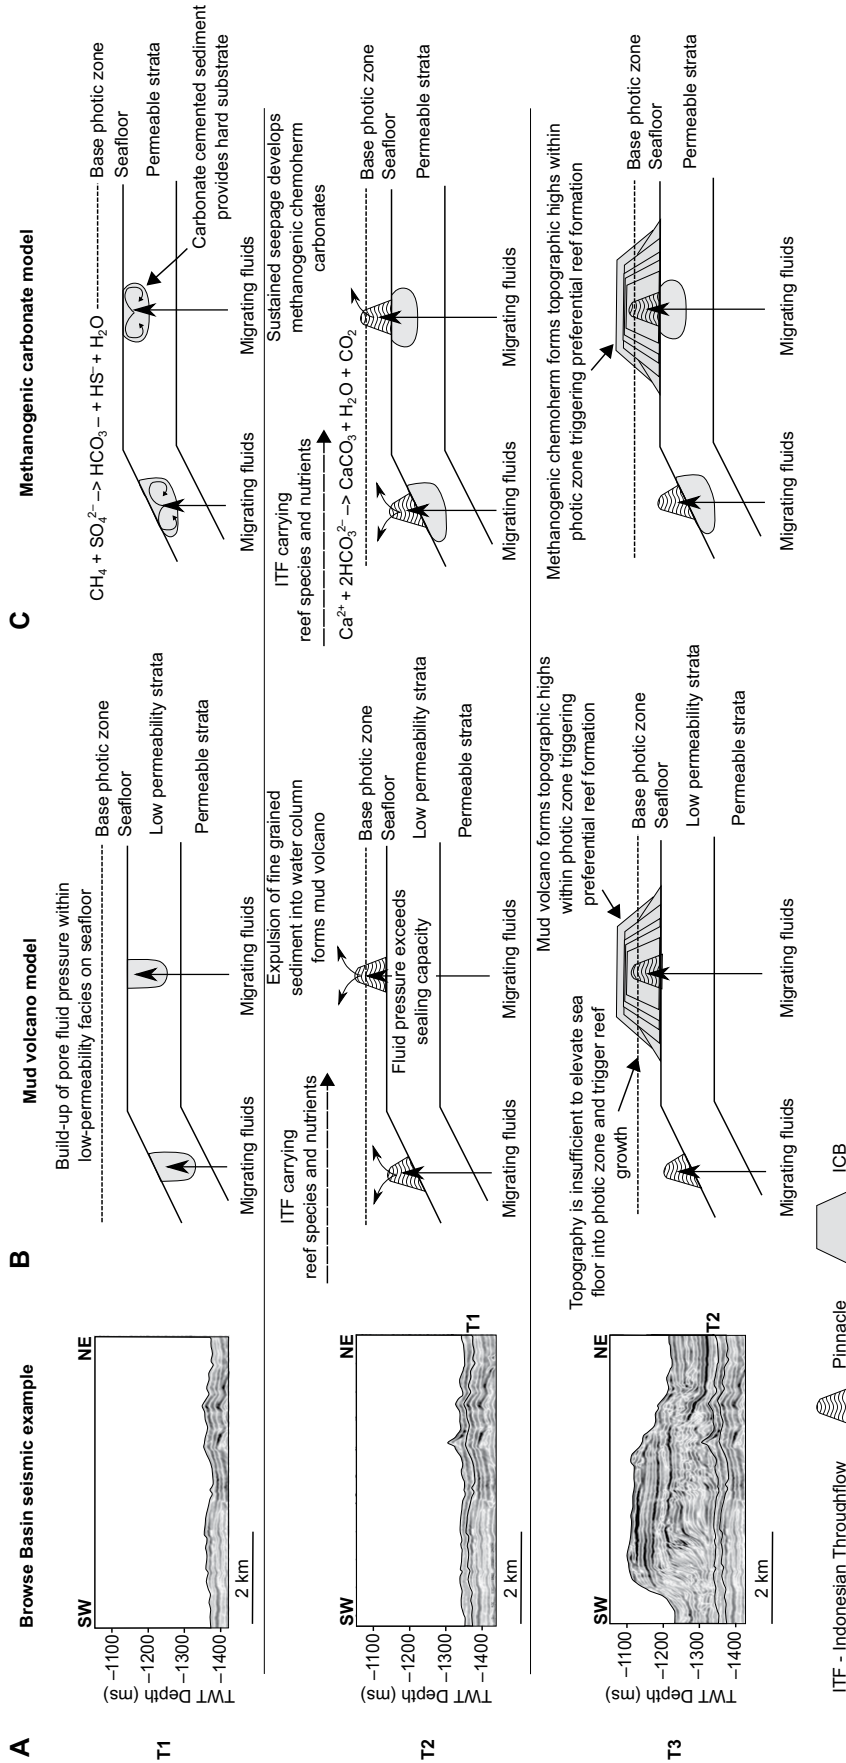 A
Browse Basin seismic example
T1
TWT Depth (ms)
−1100
−1200
−1300
−1400
SW
NE
2 km
T2
TWT Depth (ms)
−1100
−1200
−1300
−1400
SW
NE
T1
2 km
T3
TWT Depth (ms)
−1100
−1200
−1300
−1400
SW
NE
T2
2 km
B
Mud volcano model
Build-up of pore fluid pressure within
low-permeability facies on seafloor
Base photic zone
Seafloor
Low permeability strata
Permeable strata
Migrating fluids
Migrating fluids
ITF carrying
reef species and nutrients
Expulsion of fine grained
sediment into water column
forms mud volcano
Base photic zone
Seafloor
Low permeability strata
Permeable strata
Fluid pressure exceeds
sealing capacity
Migrating fluids
Migrating fluids
Topography is insufficient to elevate sea
floor into photic zone and trigger reef
growth
Mud volcano forms topographic highs
within photic zone triggering
preferential reef formation
Base photic zone
Seafloor
Low permeability strata
Permeable strata
Migrating fluids
Migrating fluids
C
Methanogenic carbonate model
CH₄ + SO₄²⁻ –> HCO₃– + HS⁻ + H₂O
Base photic zone
Seafloor
Permeable strata
Carbonate cemented sediment
provides hard substrate
Migrating fluids
Migrating fluids
ITF carrying
reef species and nutrients
Sustained seepage develops
methanogenic chemoherm
carbonates
Ca²⁺ + 2HCO₃²⁻ –> CaCO₃ + H₂O + CO₂
Base photic zone
Seafloor
Permeable strata
Migrating fluids
Migrating fluids
Methanogenic chemoherm forms topographic highs within
photic zone triggering preferential reef formation
Base photic zone
Seafloor
Permeable strata
Migrating fluids
Migrating fluids
ITF - Indonesian Throughflow
Pinnacle
ICB